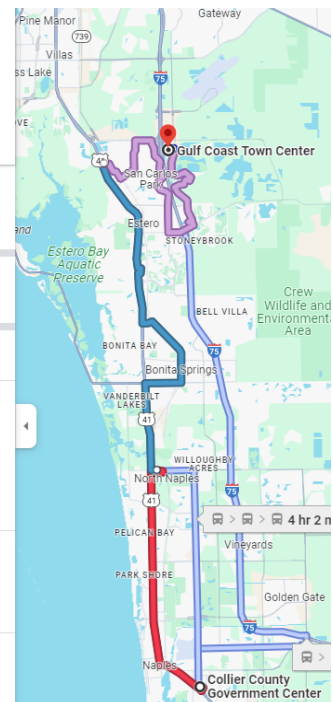 Pine Manor
Gateway
739
75
Villas
ss Lake
Gulf Coast Town Center
41
San Carlos
Park
Estero
STONEYBROOK
Estero Bay
Aquatic
Preserve
Crew
Wildlife and
Environmenta
Area
BELL VILLA
BONITA BAY
75
Bonita Springs
VANDERBILT
LAKES
41
WILLOUGHBY
ACRES
North Naples
41
75
4 hr 2 m
PELICAN BAY
Vineyards
PARK SHORE
Golden Gate
75
Naples
Collier County
Government Center